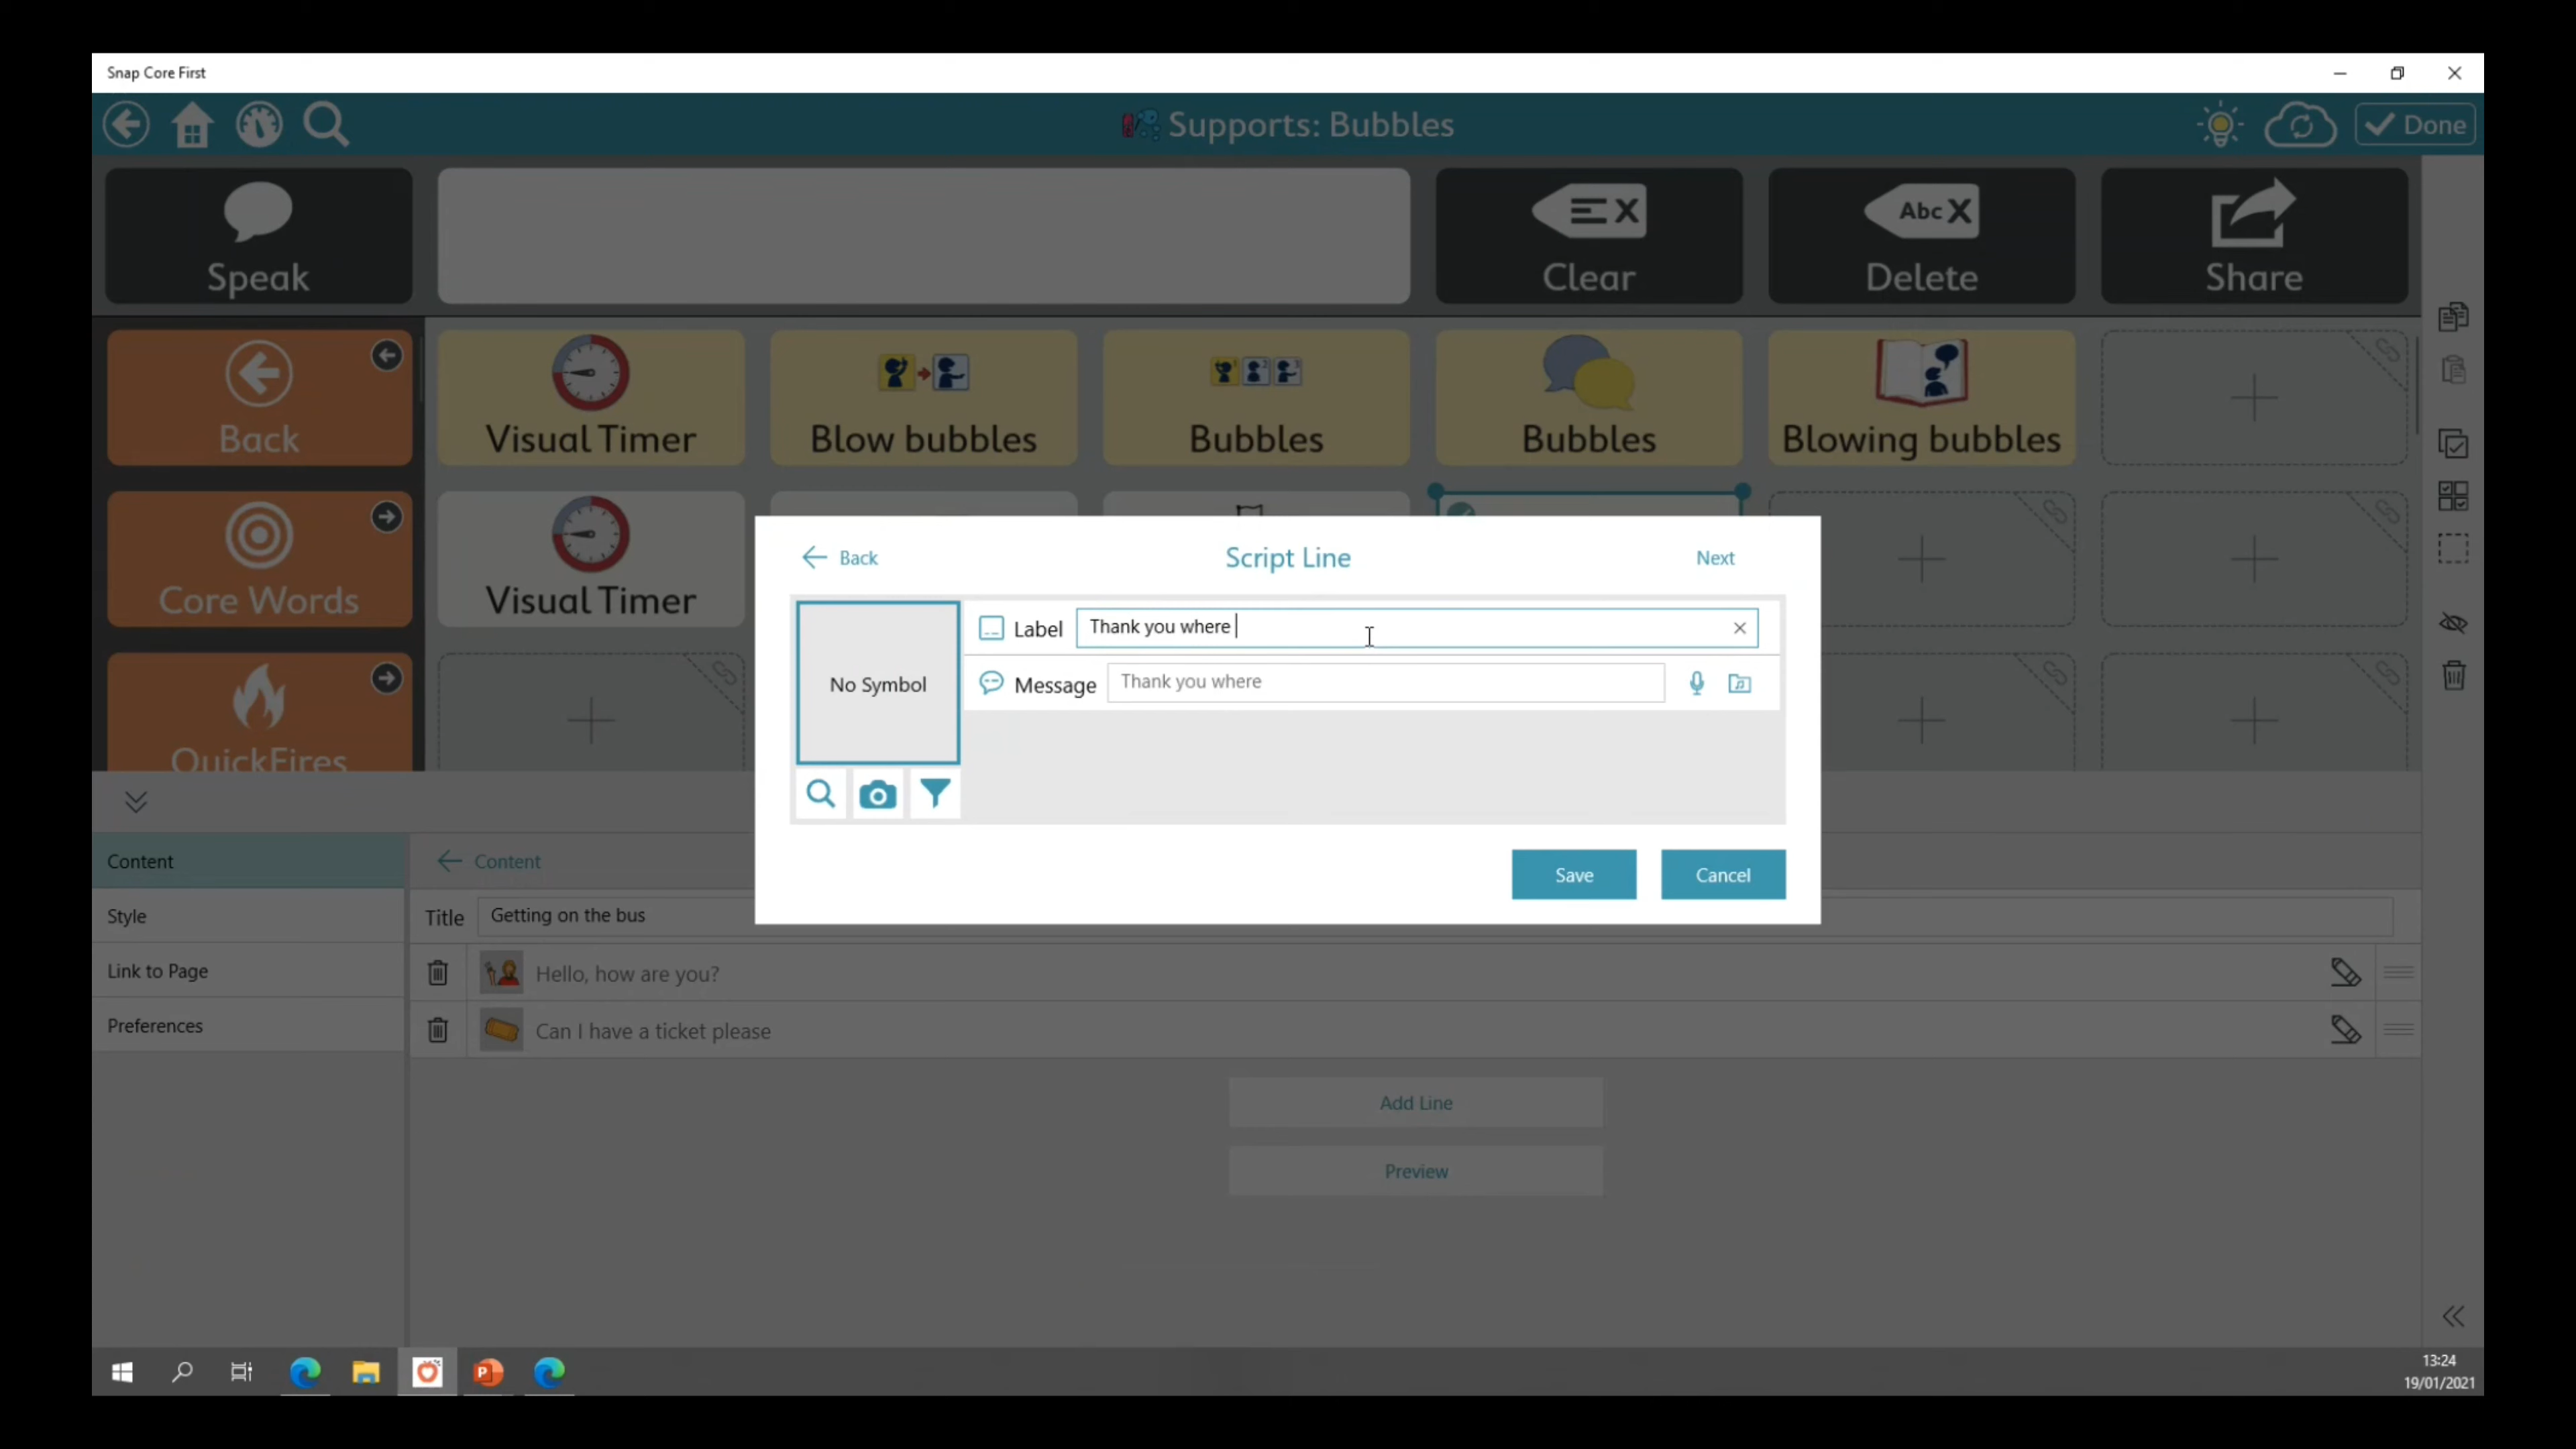 Snap Core First
Supports: Bubbles
Done
Speak
Clear
Abc X
Delete
Share
Back
Visual Timer
Blow bubbles
Bubbles
Bubbles
Blowing bubbles
Core Words
Visual Timer
QuickFires
Back
Script Line
Next
No Symbol
Label
Thank you where
Message
Thank you where
Save
Cancel
Content
Content
Style
Title
Getting on the bus
Link to Page
Hello, how are you?
Preferences
Can I have a ticket please
Add Line
Preview
13:24
19/01/2021